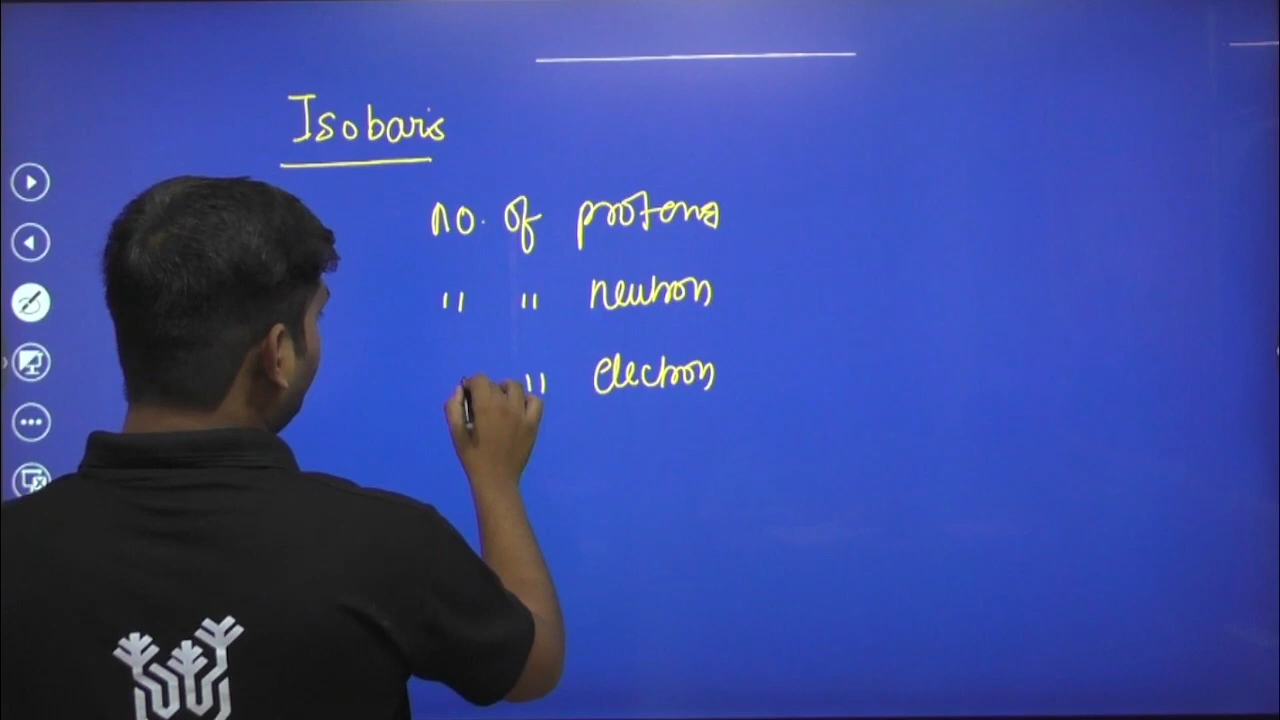 Isobars
no. of protons
" " neutron
" electron